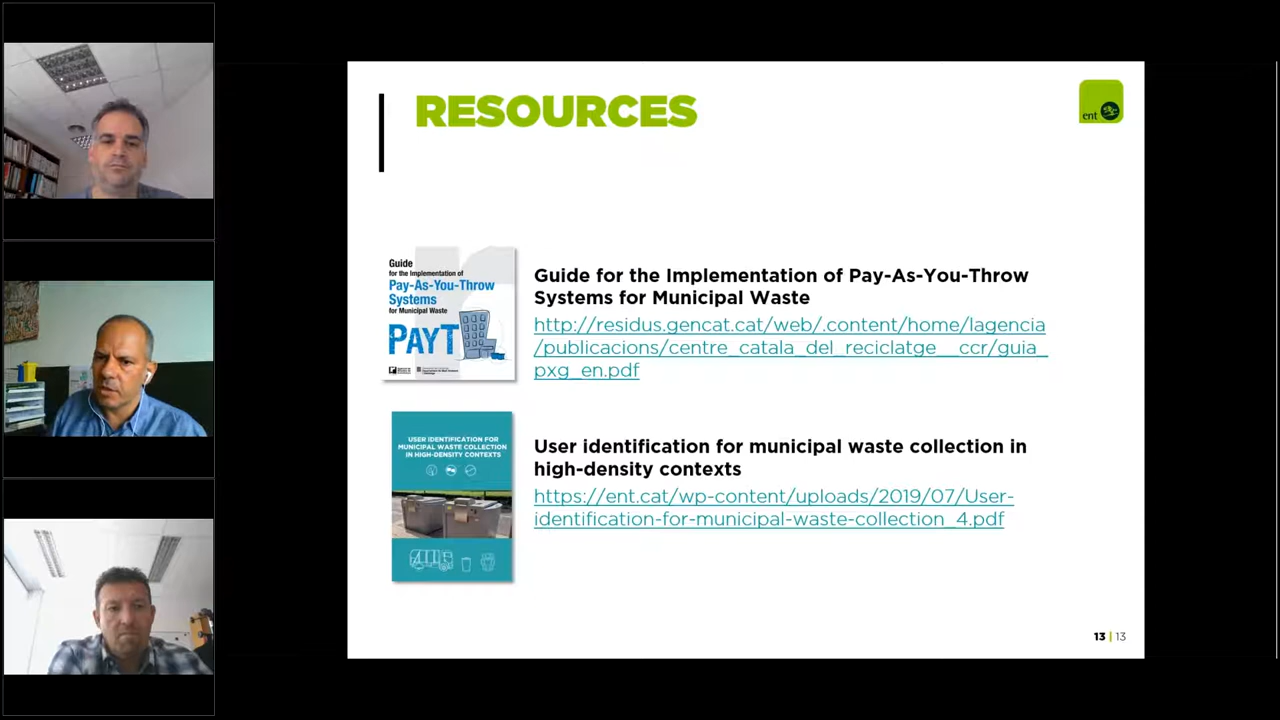 RESOURCES
ent
Guide
for the Implementation of
Pay-As-You-Throw
Systems
for Municipal Waste
PAYT
Guide for the Implementation of Pay-As-You-Throw
Systems for Municipal Waste
http://residus.gencat.cat/web/.content/home/lagencia
/publicacions/centre_catala_del_reciclatge__ccr/guia_
pxg_en.pdf
USER IDENTIFICATION FOR
MUNICIPAL WASTE COLLECTION
IN HIGH-DENSITY CONTEXTS
User identification for municipal waste collection in
high-density contexts
https://ent.cat/wp-content/uploads/2019/07/User-
identification-for-municipal-waste-collection_4.pdf
13 | 13